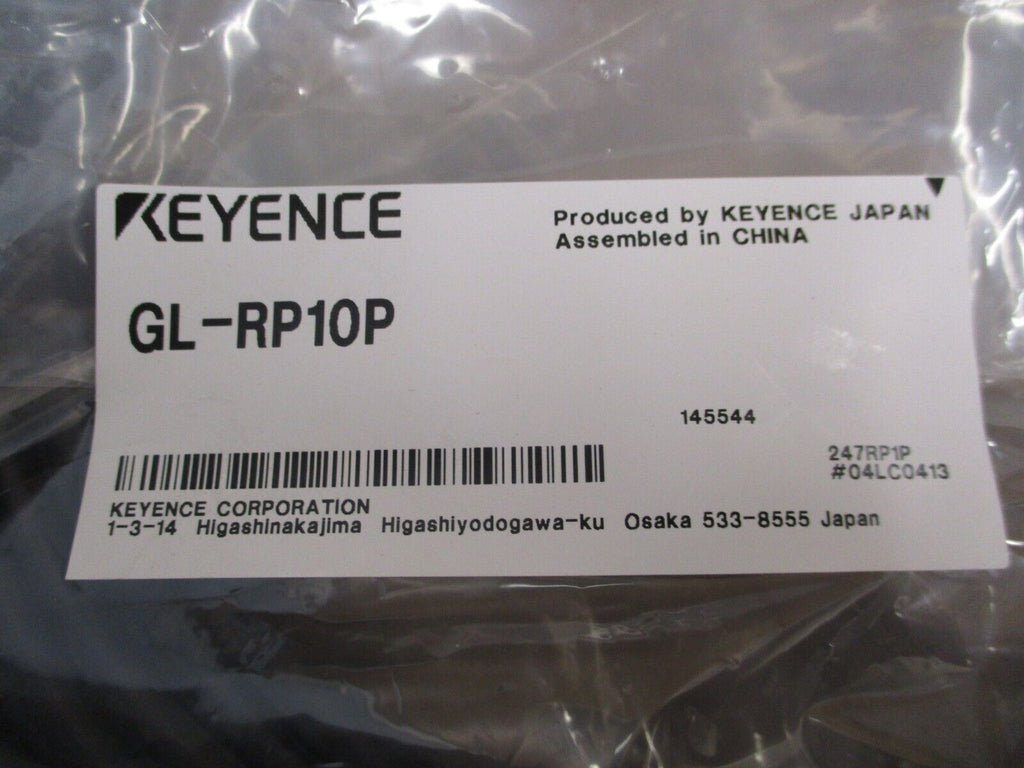 KEYENCE
Produced by KEYENCE JAPAN
Assembled in CHINA
GL-RP10P
145544
247RP1P
#04LC0413
KEYENCE CORPORATION
1-3-14 Higashinakajima Higashiyodogawa-ku Osaka 533-8555 Japan